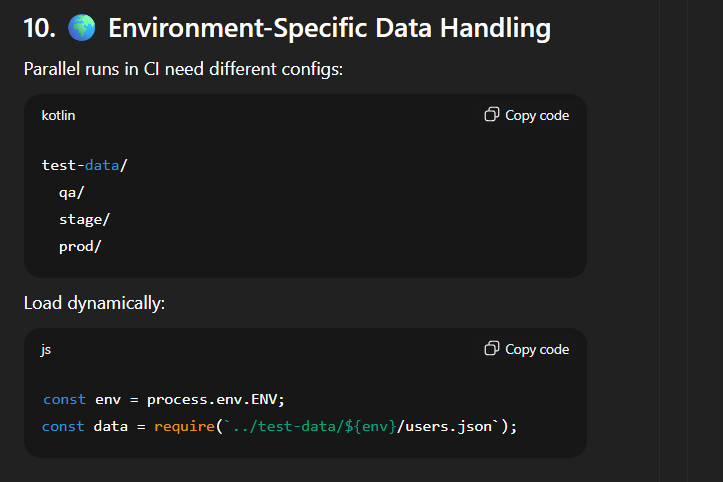 10. 🌍 Environment-Specific Data Handling
Parallel runs in CI need different configs:
kotlin
Copy code
test-data/
  qa/
  stage/
  prod/
Load dynamically:
js
Copy code
const env = process.env.ENV;
const data = require(`../test-data/${env}/users.json`);